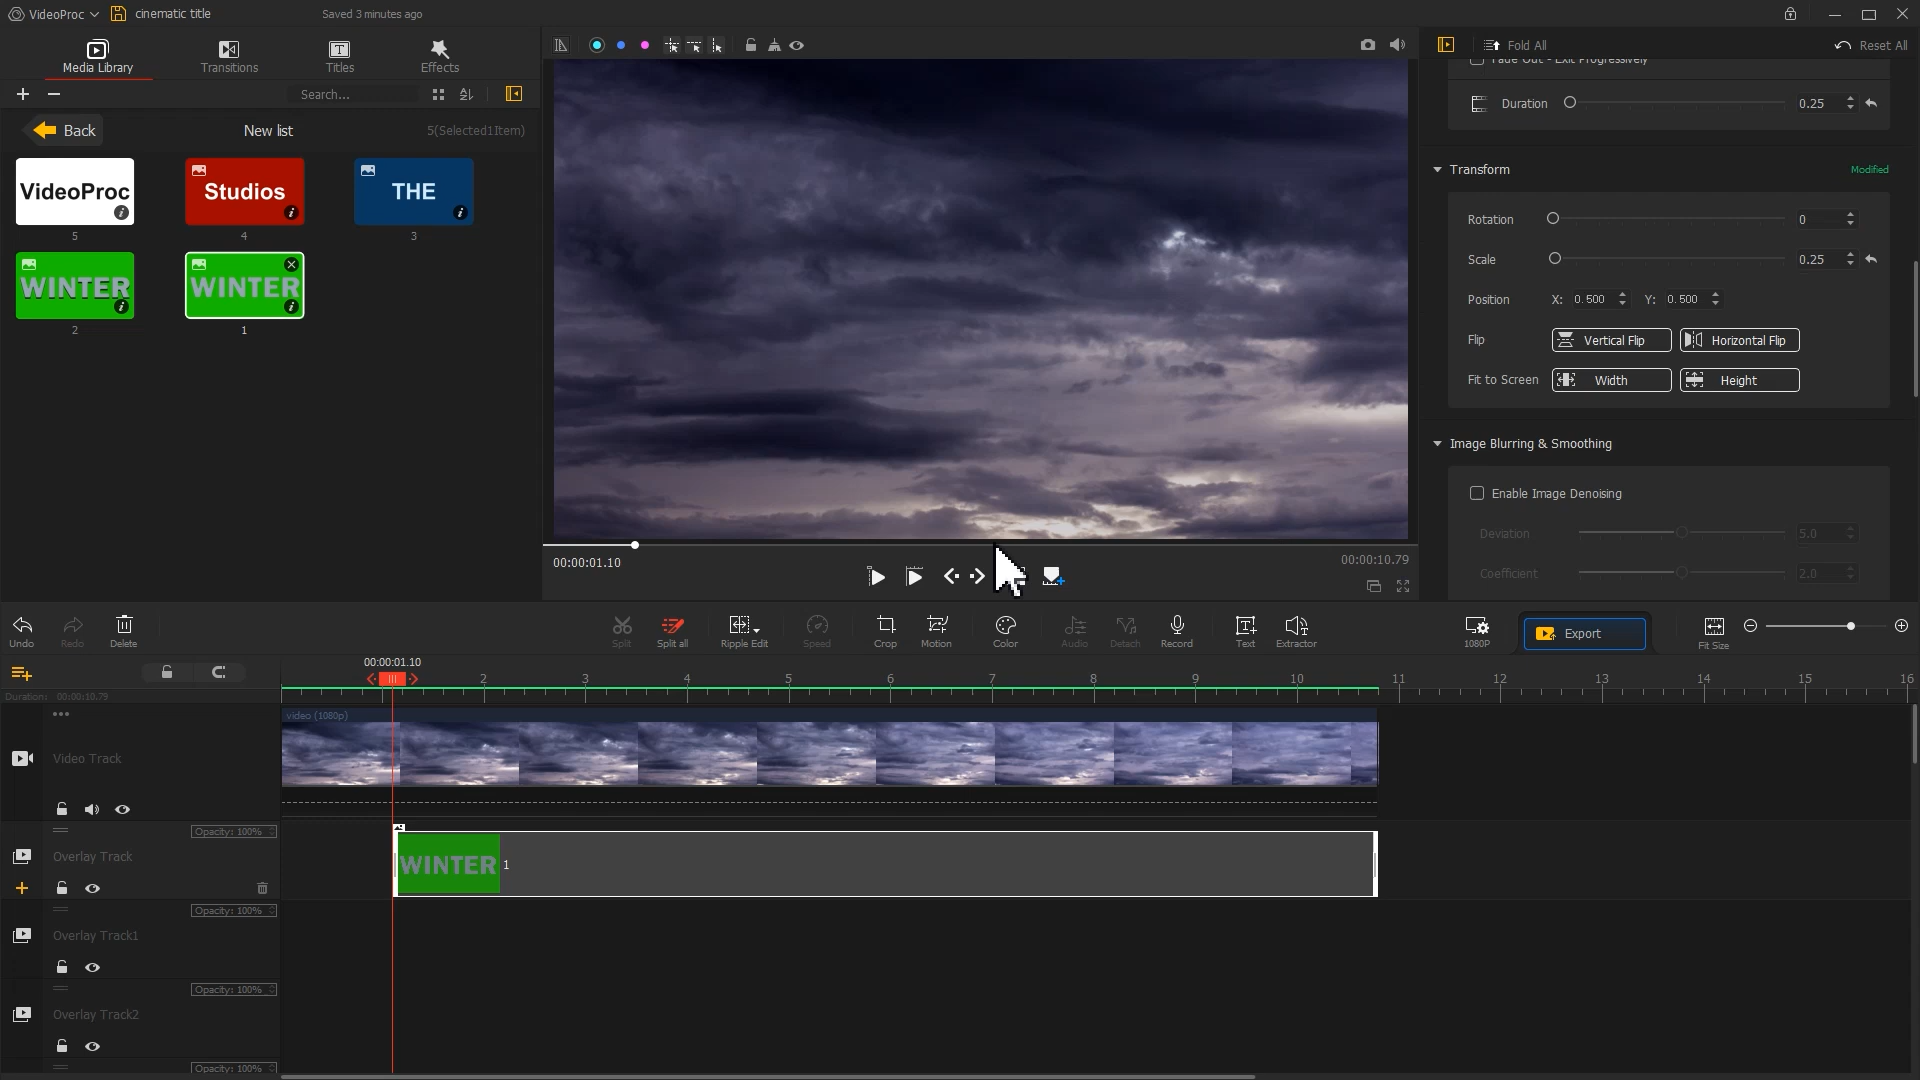 VideoProc
cinematic title
Saved 3 minutes ago
Media Library
Transitions
Titles
Effects
Search...
Back
New list
5(Selected1Item)
VideoProc
5
Studios
4
THE
3
WINTER
2
WINTER
1
00:00:01.10
00:00:10.79
Fold All
Reset All
Fade Out - Exit Progressively
Duration
0.25
Transform
Modified
Rotation
0
Scale
0.25
Position
X: 0.500
Y: 0.500
Flip
Vertical Flip
Horizontal Flip
Fit to Screen
Width
Height
Image Blurring & Smoothing
Enable Image Denoising
Deviation
5.0
Coefficient
2.0
Undo
Redo
Delete
Split
Split all
Ripple Edit
Speed
Crop
Motion
Color
Audio
Detach
Record
Text
Extractor
1080P
Export
Fit Size
00:00:01.10
2 3 4 5 6 7 8 9 10 11 12 13 14 15 16
Duration: 00:00:10.79
video (1080p)
Video Track
Opacity: 100%
Overlay Track
WINTER 1
Opacity: 100%
Overlay Track1
Opacity: 100%
Overlay Track2
Opacity: 100%